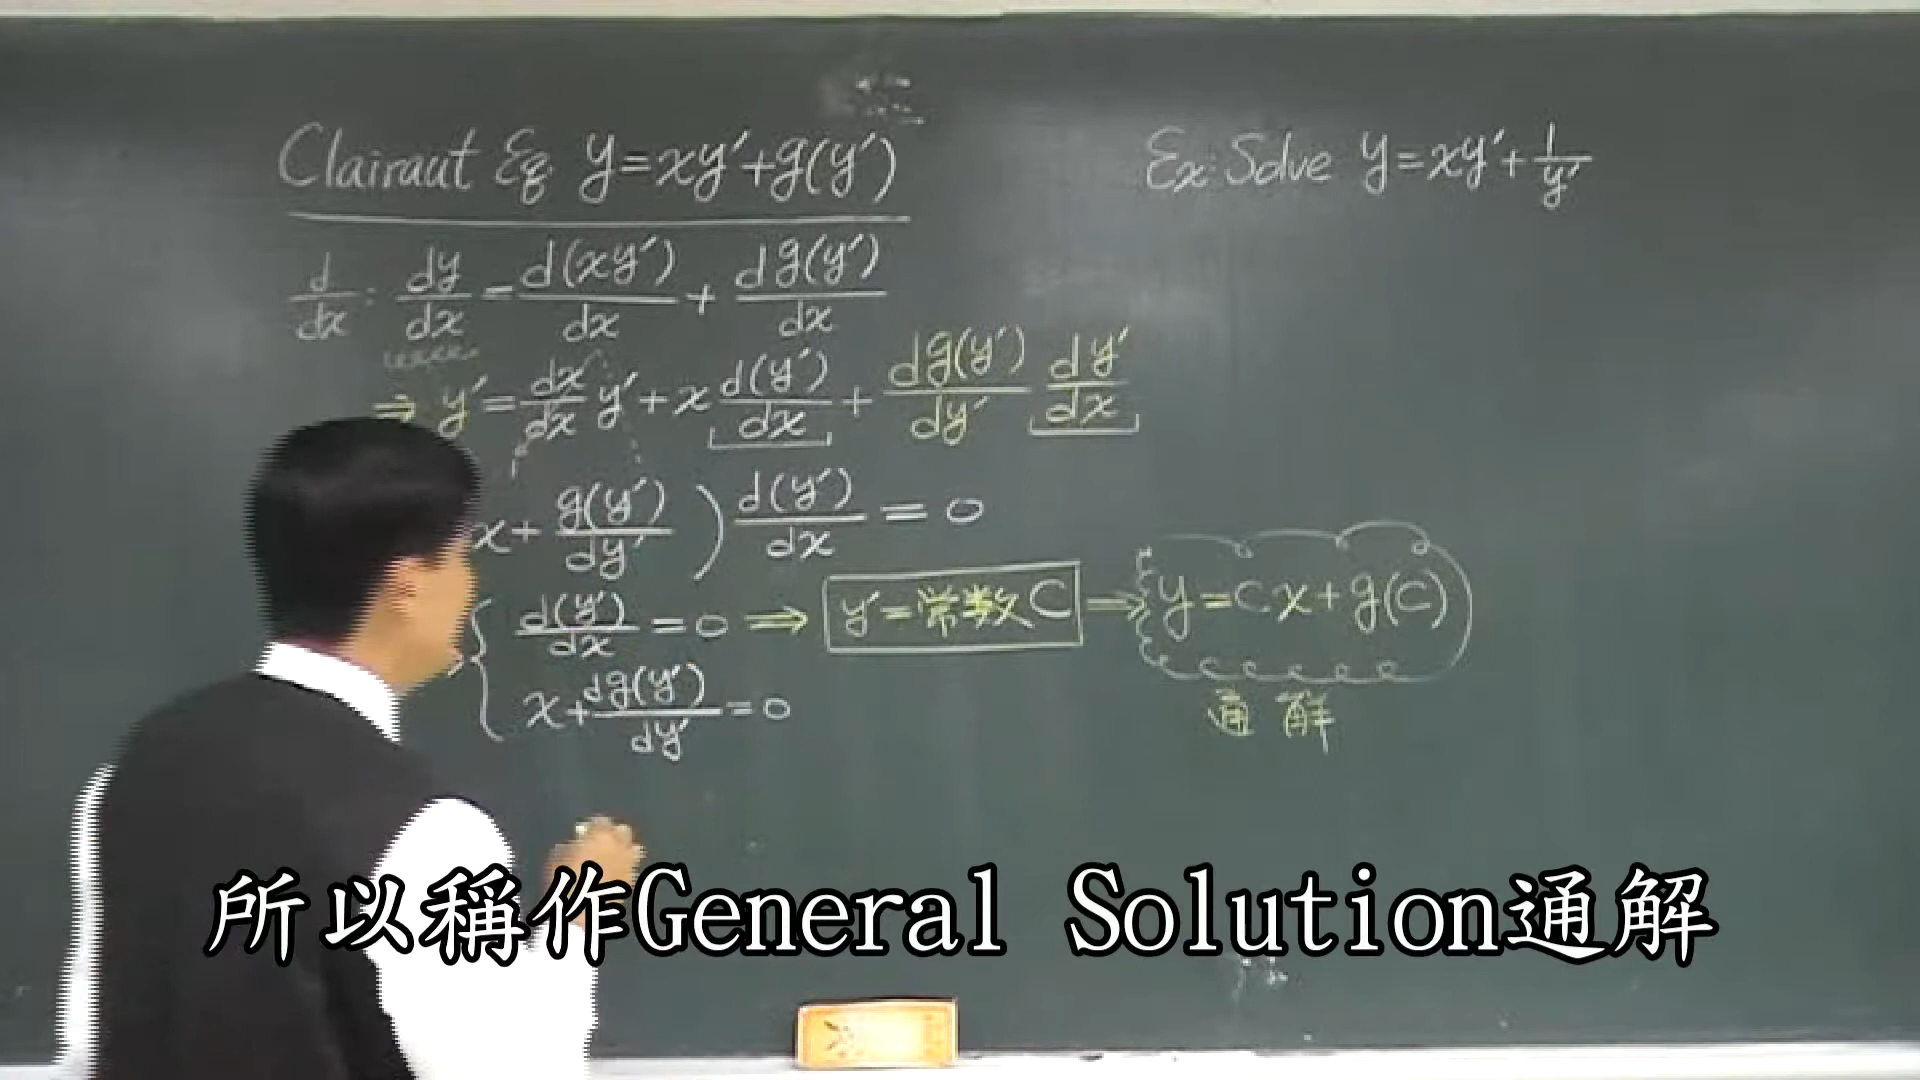 Clairaut Eq y=xy′+g(y′)
d/dx: dy/dx = d(xy′)/dx + dg(y′)/dx
⇒ y′ = dx/dx y′ + x d(y′)/dx + dg(y′)/dy′ dy′/dx
x + g(y′)/dy′ ) d(y′)/dx = 0
{ d(y′)/dx = 0 ⇒ y′=常数C ⇒ y=Cx+g(C)
x + dg(y′)/dy′ = 0
通解
Ex: Solve y=xy′+1/y′
所以稱作General Solution通解